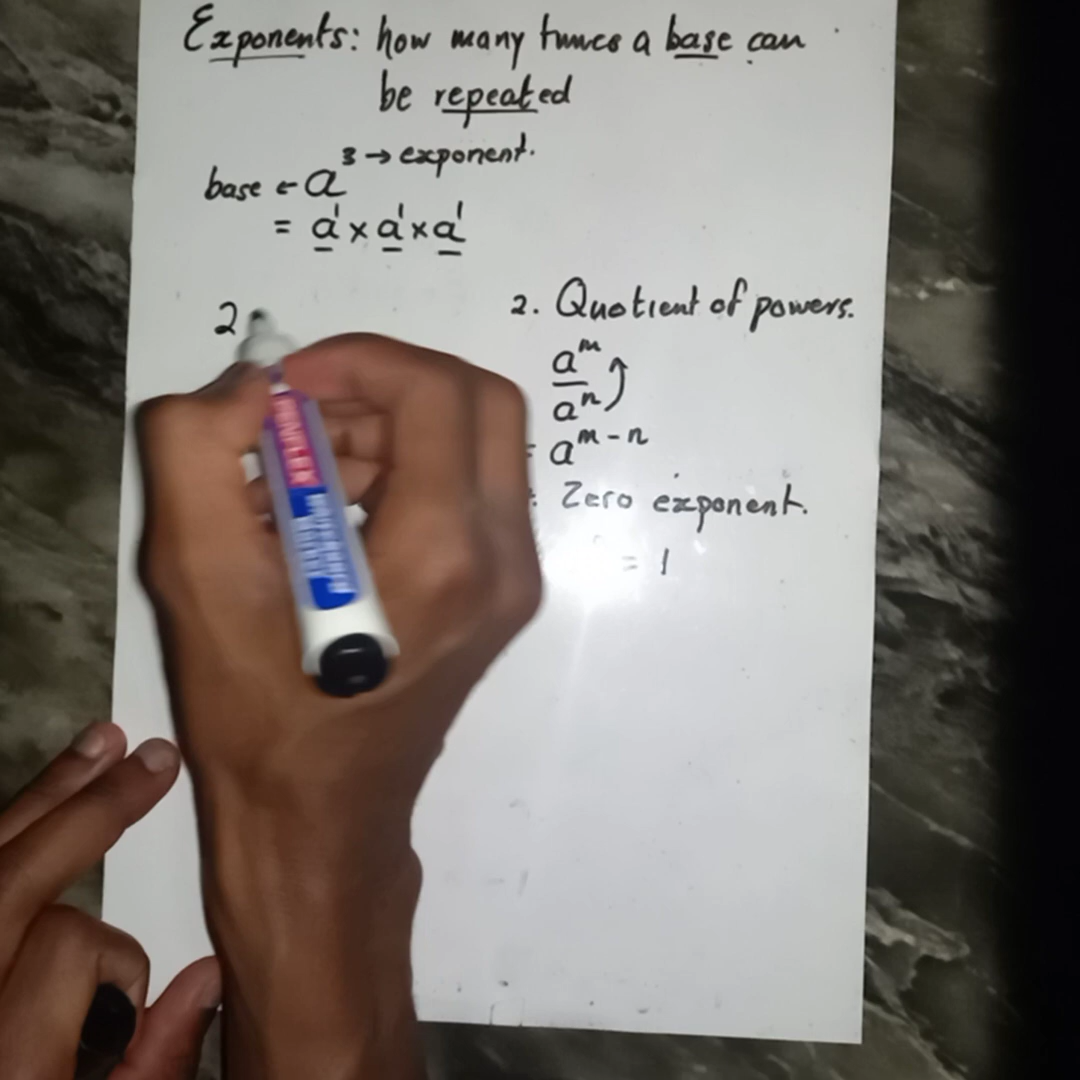 Exponents: how many times a base can
be repeated
3 → exponent.
base ← a
= a¹ × a¹ × a¹
2
2. Quotient of powers.
aᵐ
aⁿ
= aᵐ⁻ⁿ
Zero exponent.
= 1